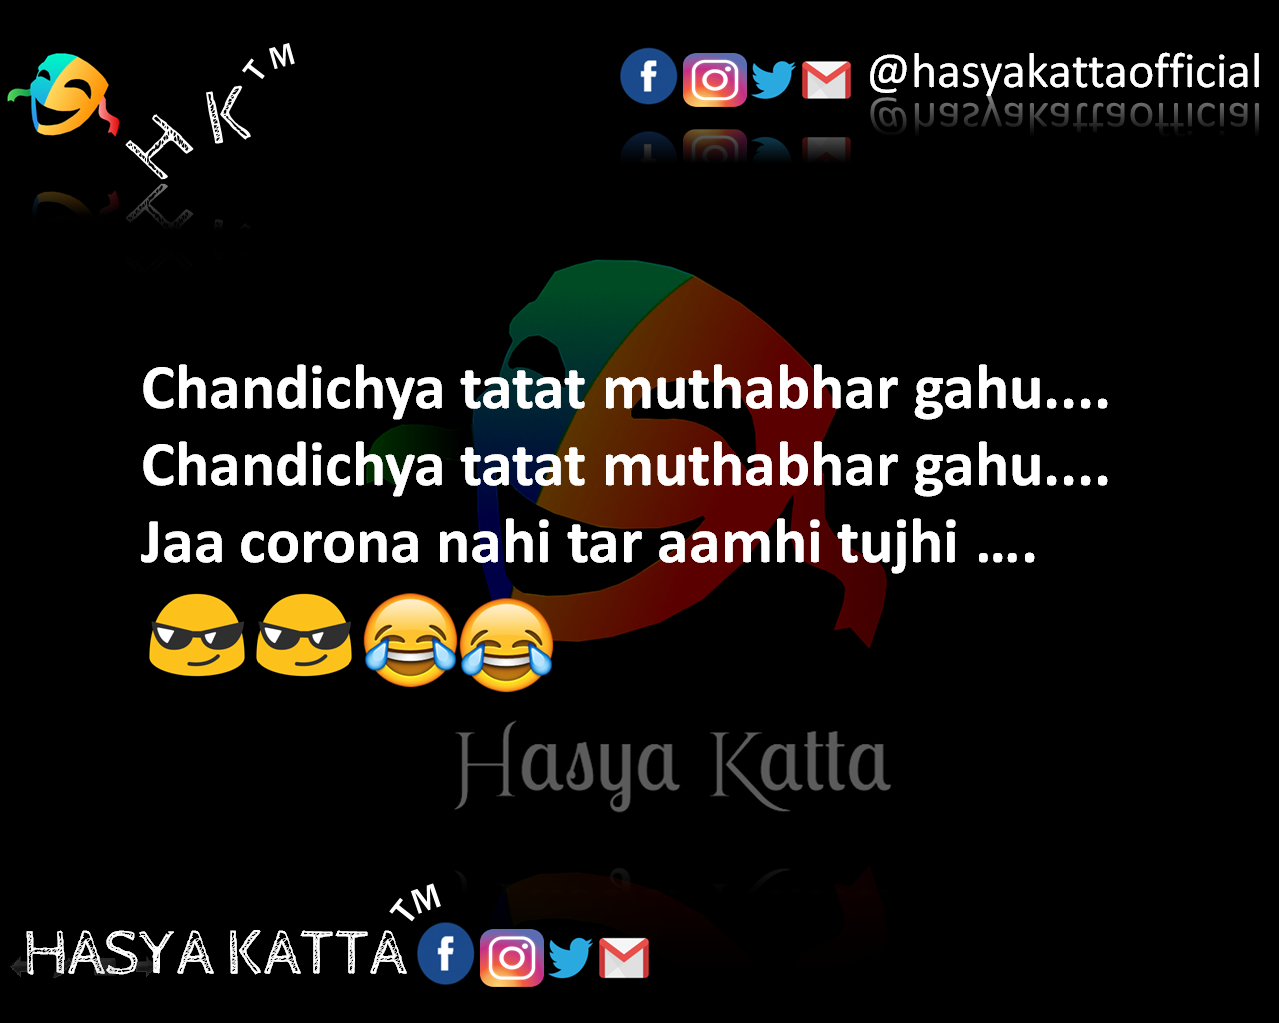 HK™
@hasyakattaofficial
Chandichya tatat muthabhar gahu....
Chandichya tatat muthabhar gahu....
Jaa corona nahi tar aamhi tujhi ....
Hasya Katta
HASYA KATTA™